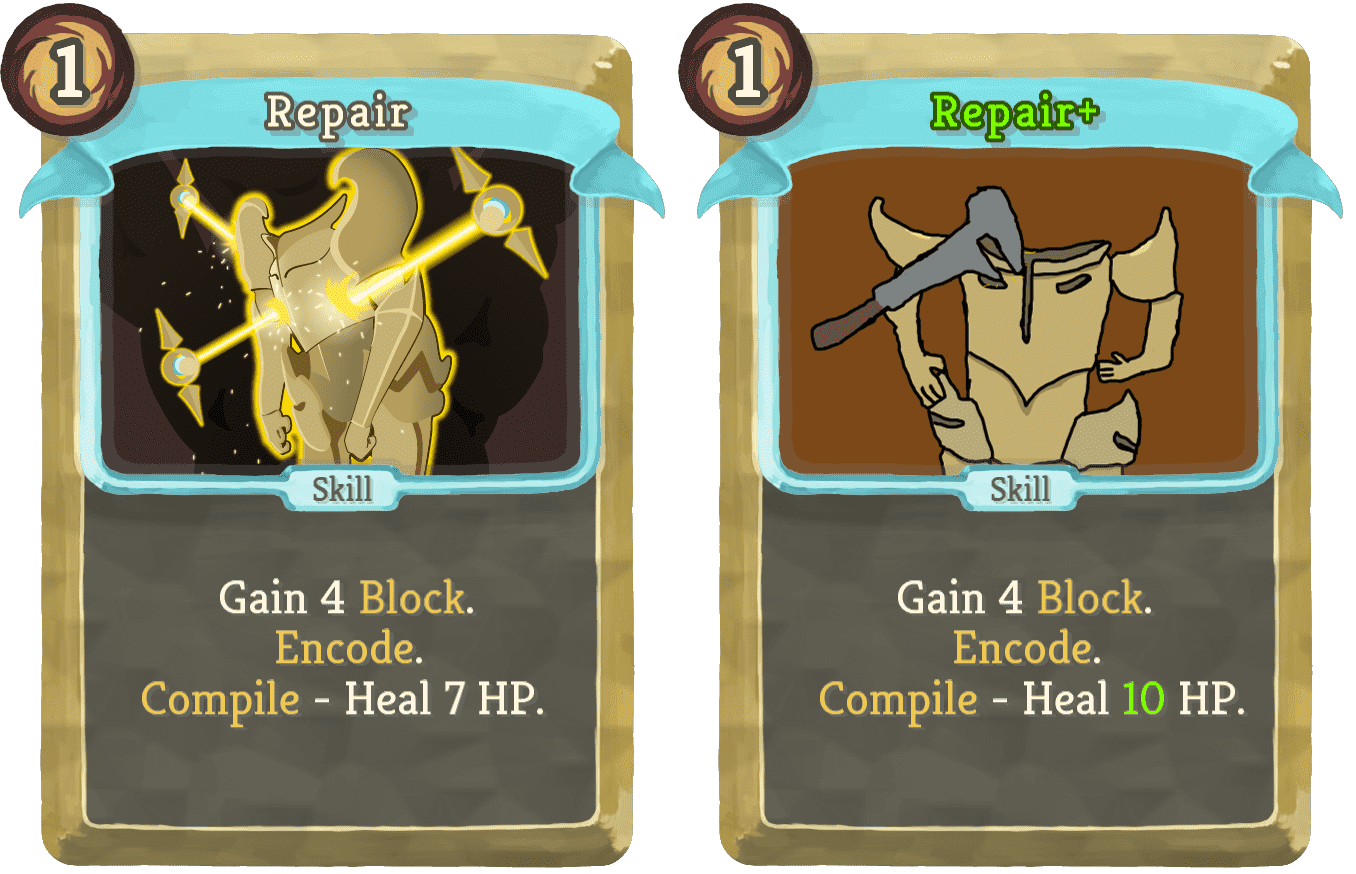 1
Repair
Skill
Gain 4 Block.
Encode.
Compile - Heal 7 HP.
1
Repair+
Skill
Gain 4 Block.
Encode.
Compile - Heal 10 HP.